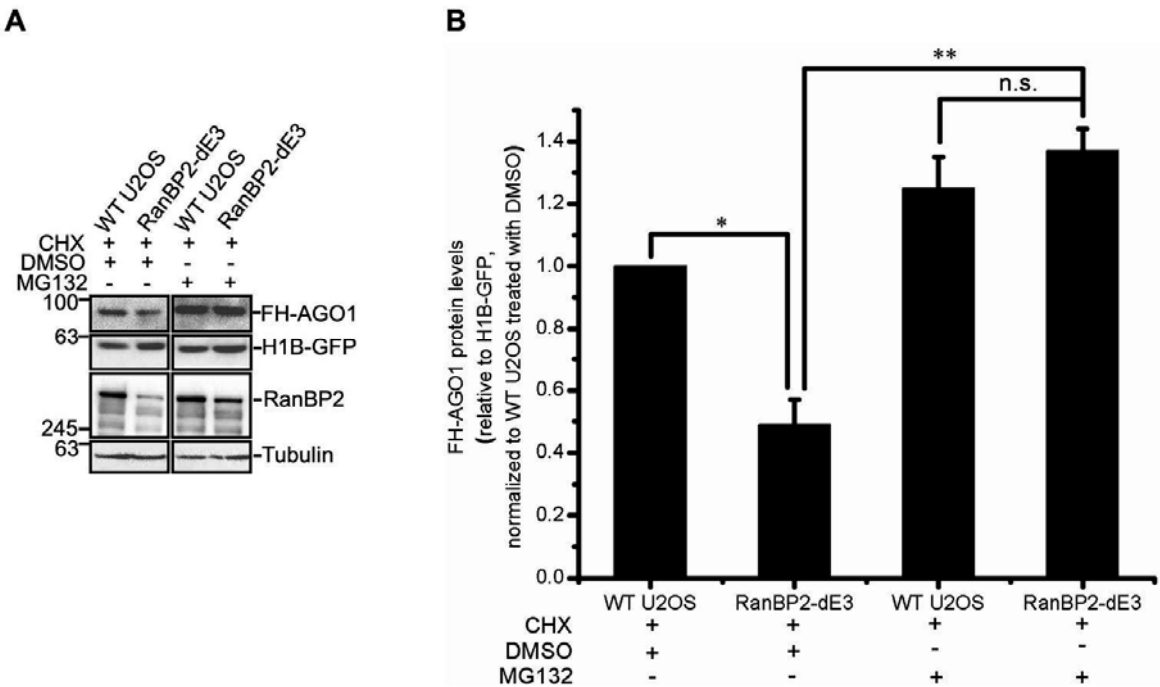 A
WT U2OS RanBP2-dE3 WT U2OS RanBP2-dE3
CHX + + + +
DMSO + + - -
MG132 - - + +
100
FH-AGO1
63
H1B-GFP
RanBP2
245
63
Tubulin
B
FH-AGO1 protein levels
(relative to H1B-GFP,
normalized to WT U2OS treated with DMSO)
**
n.s.
*
1.4
1.2
1.0
0.8
0.6
0.4
0.2
0.0
WT U2OS RanBP2-dE3 WT U2OS RanBP2-dE3
CHX + + + +
DMSO + + - -
MG132 - - + +